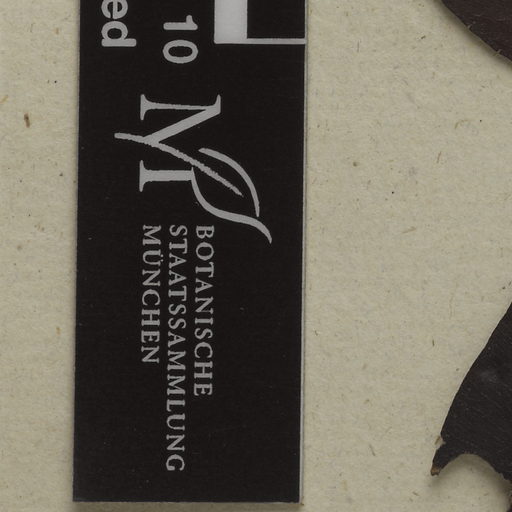 10
ed
M
BOTANISCHE
STAATSSAMMLUNG
MÜNCHEN